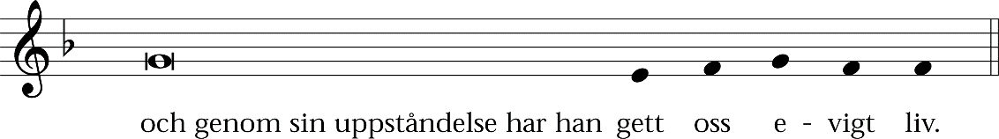 och genom sin uppståndelse har han gett oss e - vigt liv.